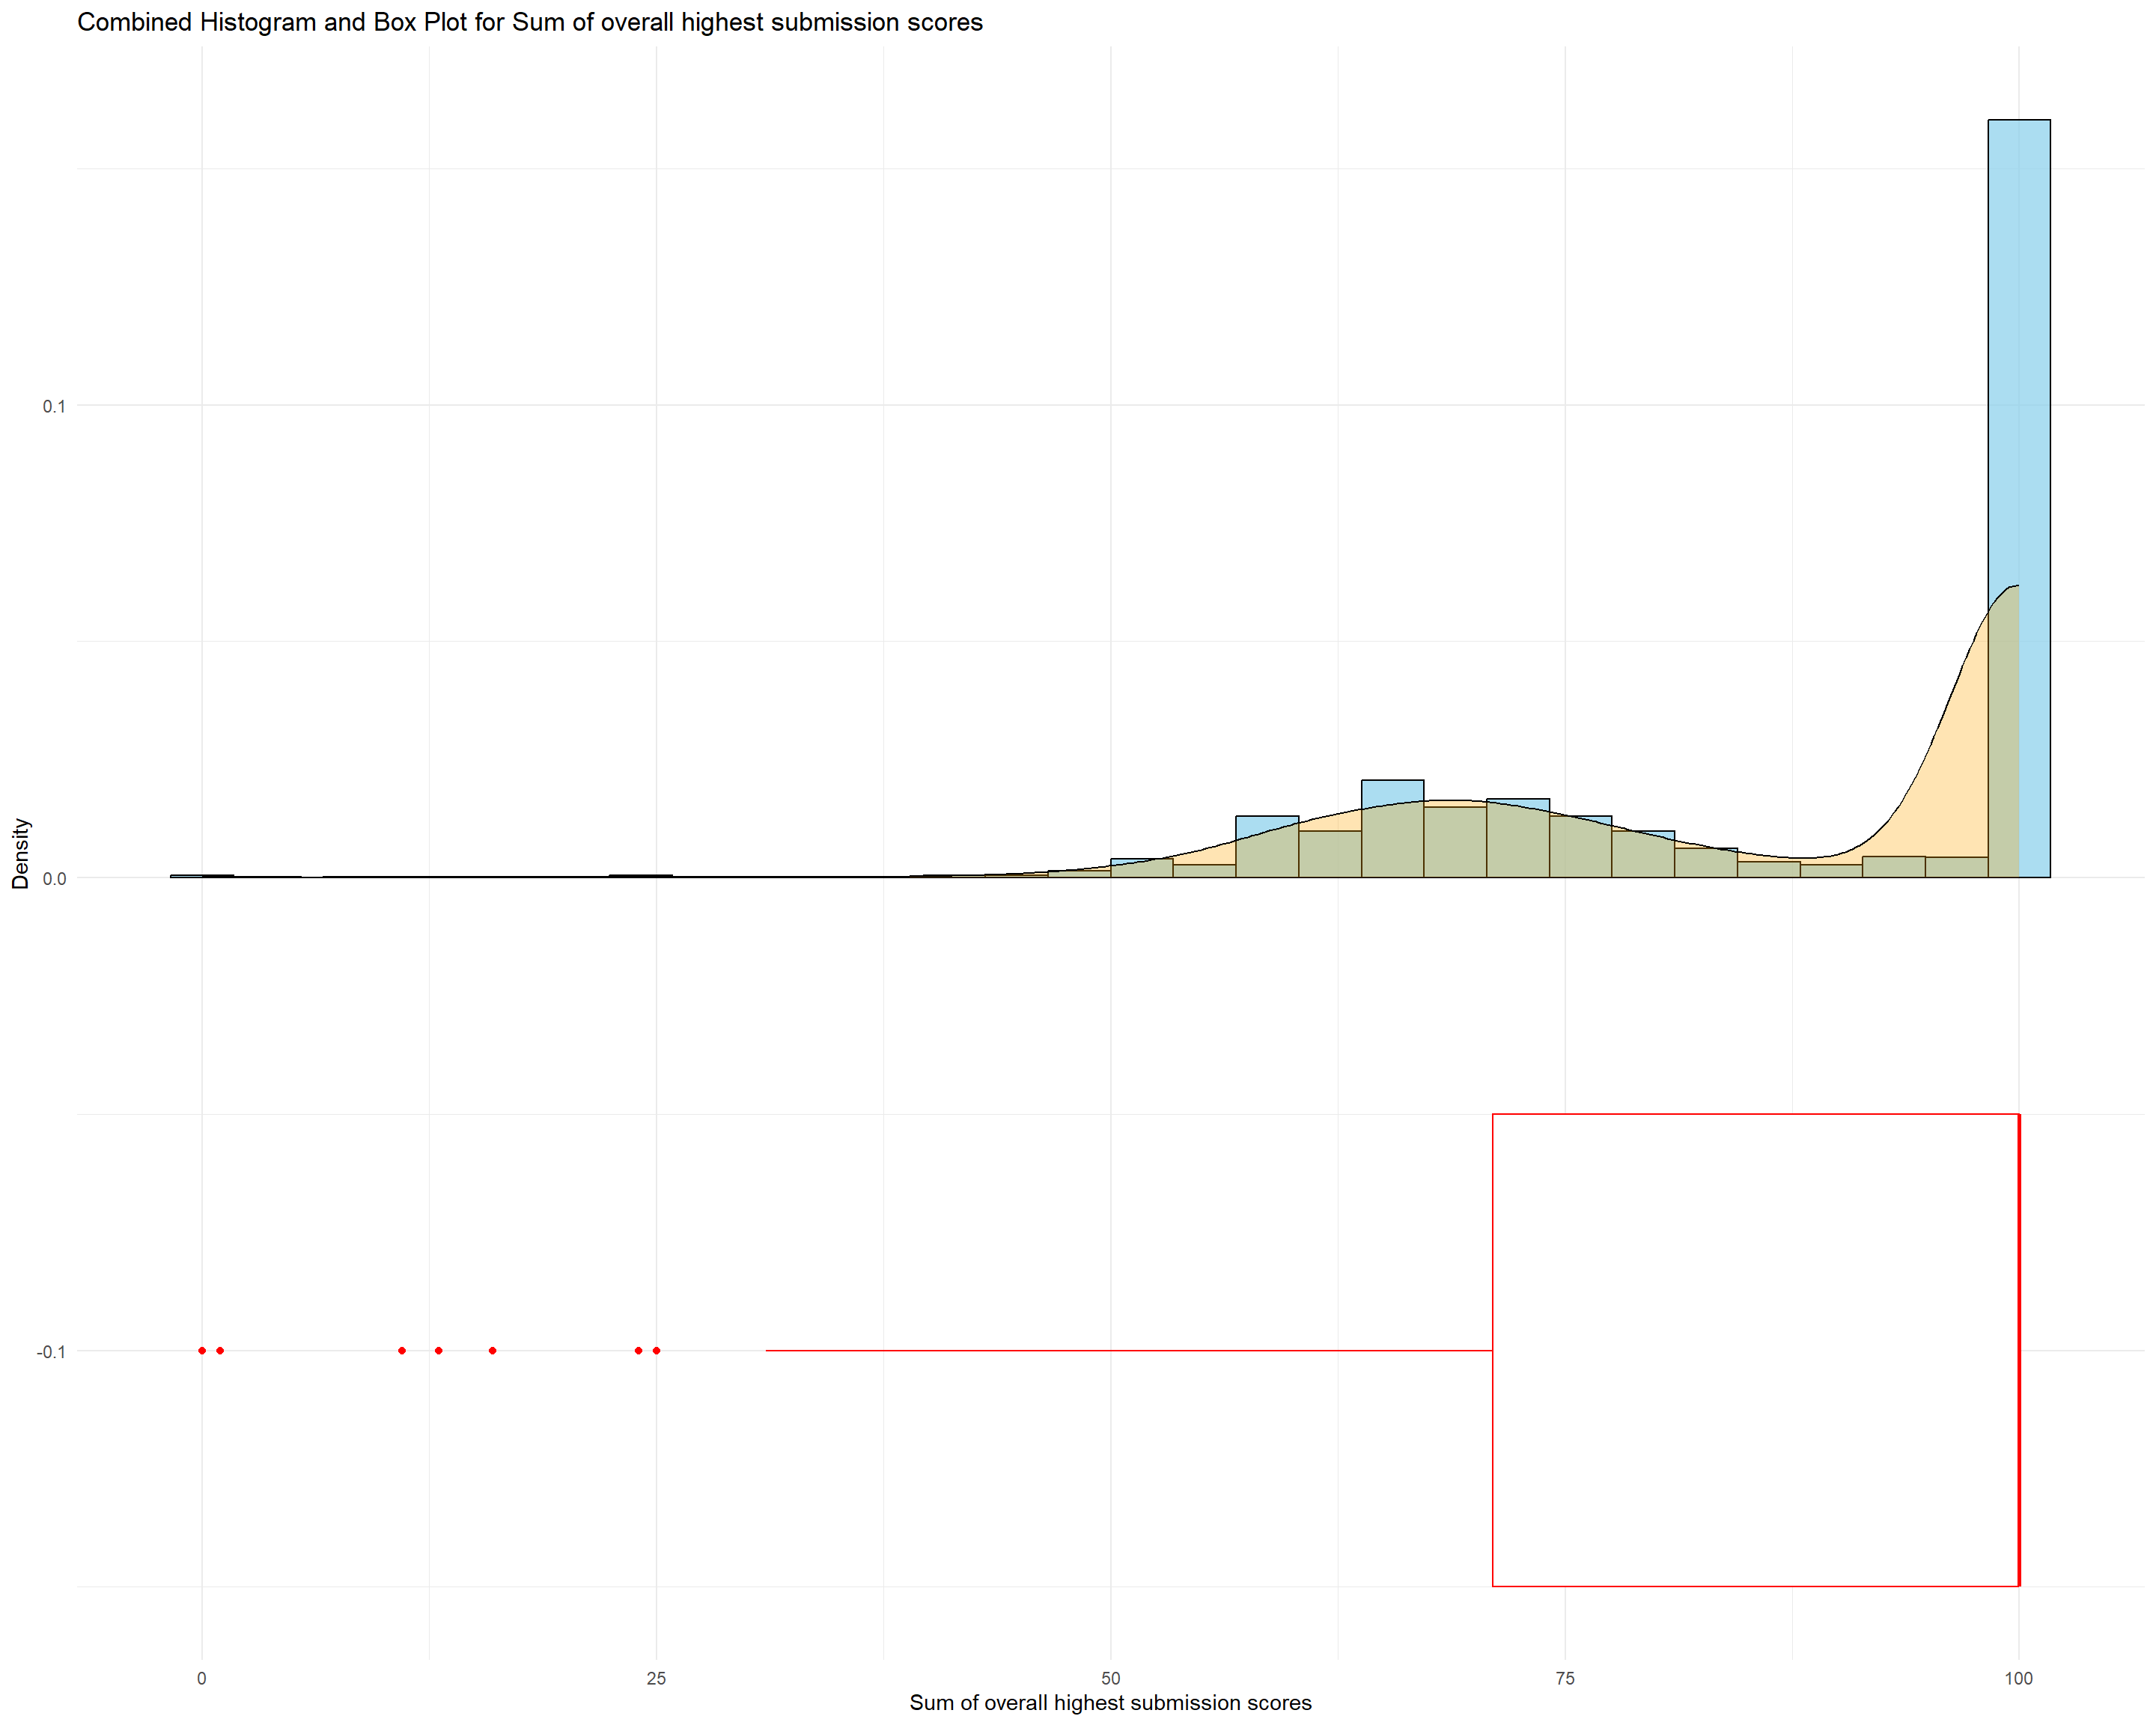 Combined Histogram and Box Plot for Sum of overall highest submission scores
Density
0.1
0.0
-0.1
0
25
50
75
100
Sum of overall highest submission scores